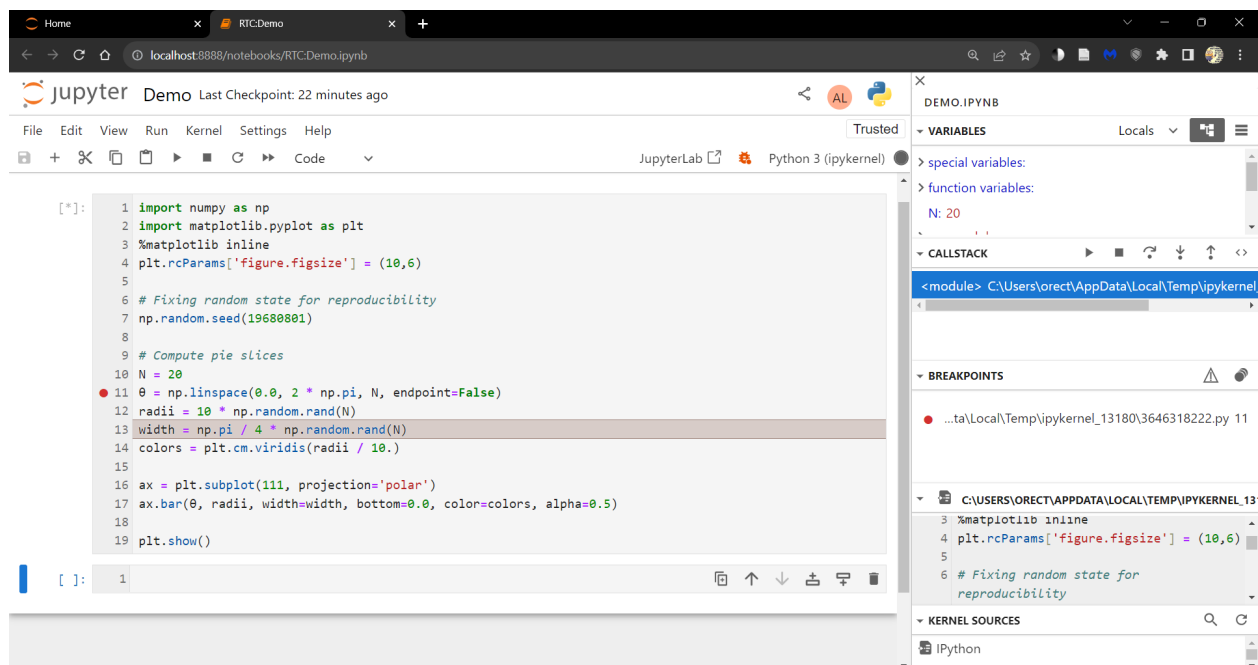 Home
RTC:Demo
localhost:8888/notebooks/RTC:Demo.ipynb
jupyter Demo Last Checkpoint: 22 minutes ago
AL
File Edit View Run Kernel Settings Help
Trusted
Code
JupyterLab
Python 3 (ipykernel)
[*]:
1 import numpy as np
2 import matplotlib.pyplot as plt
3 %matplotlib inline
4 plt.rcParams['figure.figsize'] = (10,6)
5
6 # Fixing random state for reproducibility
7 np.random.seed(19680801)
8
9 # Compute pie slices
10 N = 20
11 θ = np.linspace(0.0, 2 * np.pi, N, endpoint=False)
12 radii = 10 * np.random.rand(N)
13 width = np.pi / 4 * np.random.rand(N)
14 colors = plt.cm.viridis(radii / 10.)
15
16 ax = plt.subplot(111, projection='polar')
17 ax.bar(θ, radii, width=width, bottom=0.0, color=colors, alpha=0.5)
18
19 plt.show()
[ ]: 1
DEMO.IPYNB
VARIABLES Locals
special variables:
function variables:
N: 20
CALLSTACK
<module> C:\Users\orect\AppData\Local\Temp\ipykernel_
BREAKPOINTS
...ta\Local\Temp\ipykernel_13180\3646318222.py 11
C:\USERS\ORECT\APPDATA\LOCAL\TEMP\IPYKERNEL_13
3 %matplotlib inline
4 plt.rcParams['figure.figsize'] = (10,6)
5
6 # Fixing random state for
reproducibility
KERNEL SOURCES
IPython